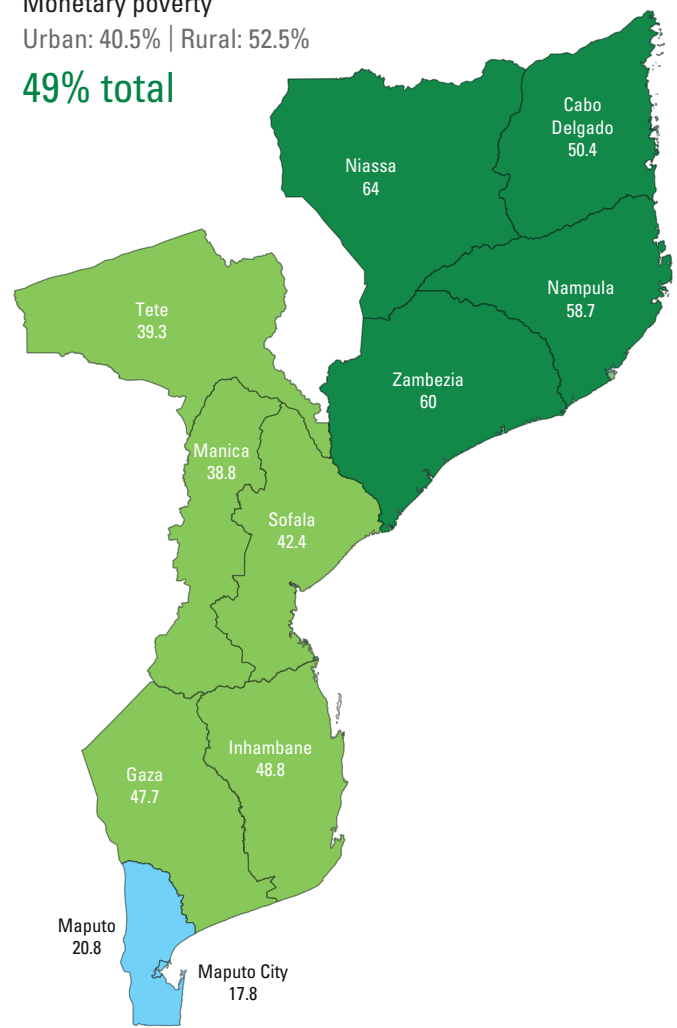 Monetary poverty
Urban: 40.5% | Rural: 52.5%
49% total
Cabo
Delgado
50.4
Niassa
64
Nampula
58.7
Tete
39.3
Zambezia
60
Manica
38.8
Sofala
42.4
Inhambane
48.8
Gaza
47.7
Maputo
20.8
Maputo City
17.8